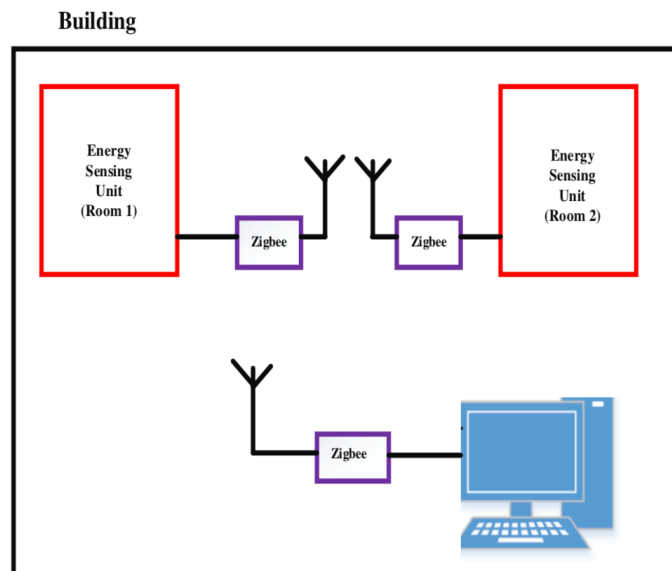 Building
Energy
Sensing
Unit
(Room 1)
Zigbee
Zigbee
Energy
Sensing
Unit
(Room 2)
Zigbee